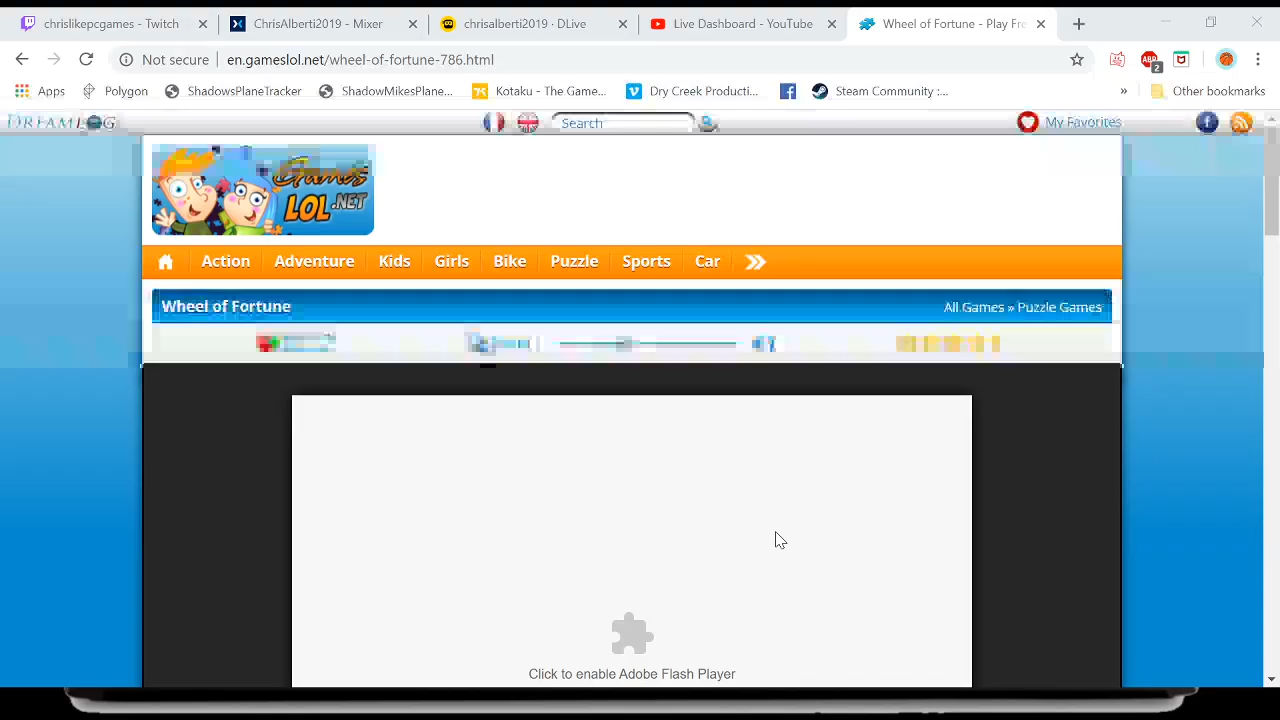 chrislikepcgames - Twitch
ChrisAlberti2019 - Mixer
chrisalberti2019 · DLive
Live Dashboard - YouTube
Wheel of Fortune - Play Fre
Not secure
en.gameslol.net/wheel-of-fortune-786.html
ABP
2
Apps
Polygon
ShadowsPlaneTracker
ShadowMikesPlane...
Kotaku - The Game...
Dry Creek Producti...
Steam Community :...
»
Other bookmarks
DREAMLOG
Search
My Favorites
Games
LOL.NET
Action
Adventure
Kids
Girls
Bike
Puzzle
Sports
Car
Wheel of Fortune
All Games » Puzzle Games
Click to enable Adobe Flash Player